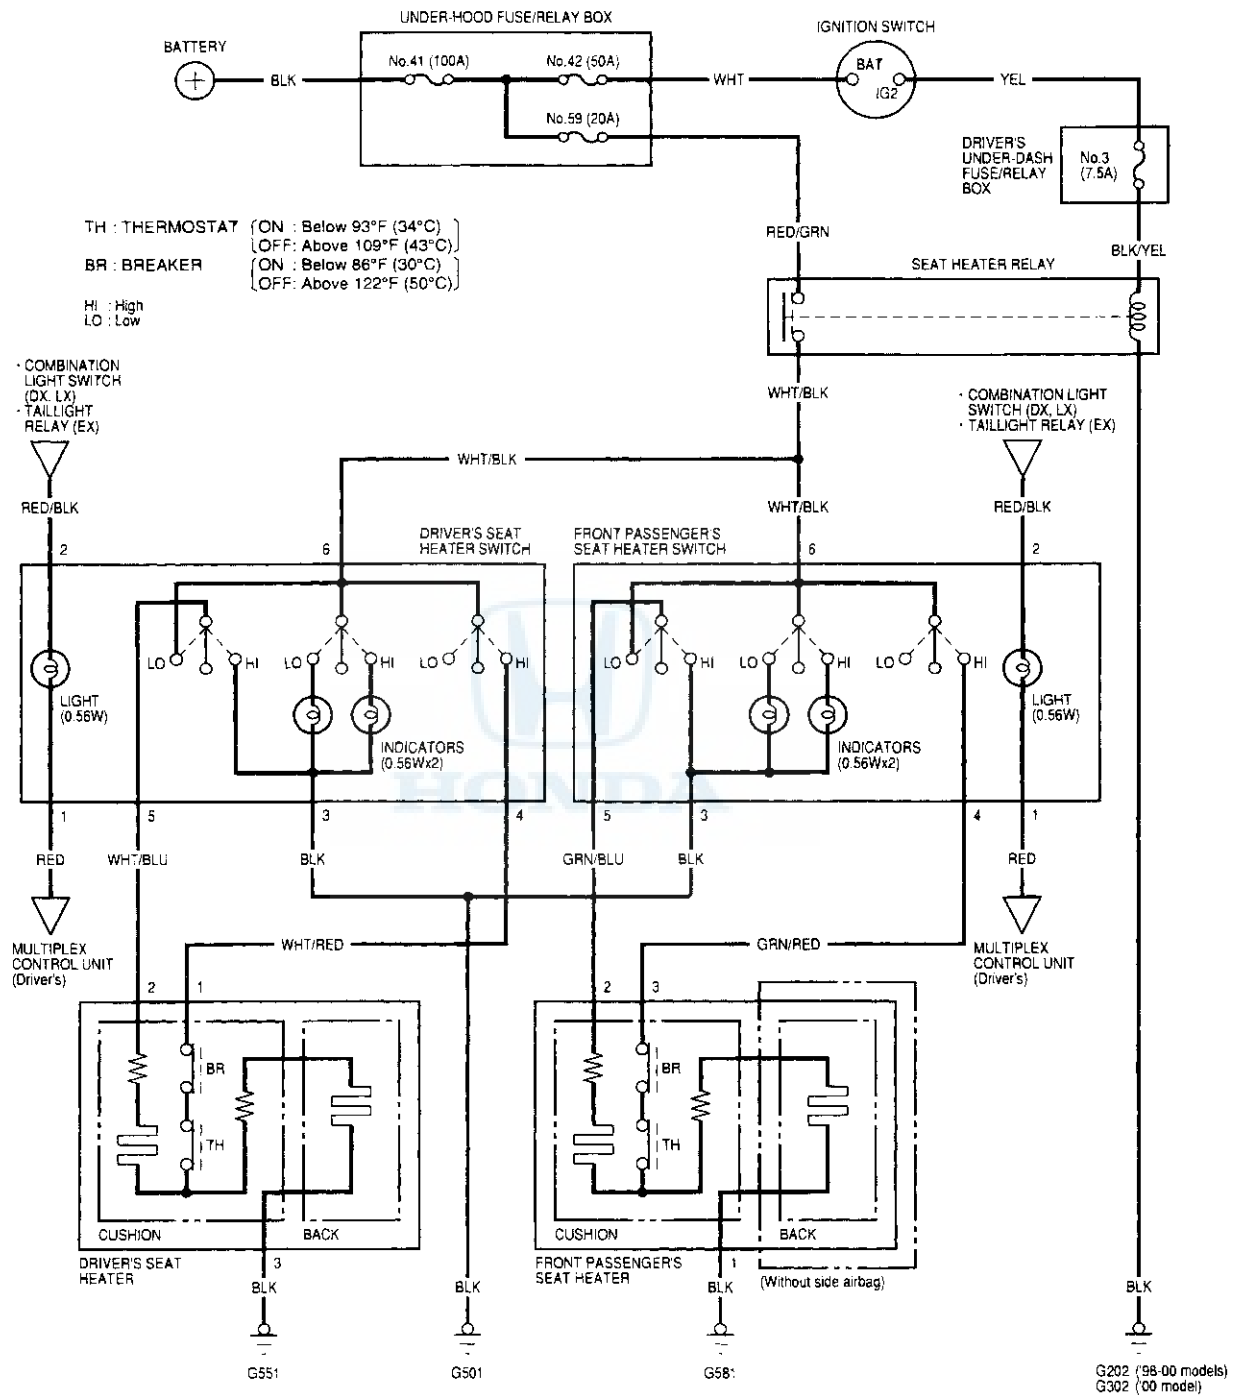 UNDER-HOOD FUSE/RELAY BOX
BATTERY
+
BLK
No.41 (100A)
No.42 (50A)
No.59 (20A)
WHT
IGNITION SWITCH
BAT
IG2
YEL
DRIVER'S
UNDER-DASH
FUSE/RELAY
BOX
No.3
(7.5A)
TH : THERMOSTAT
ON : Below 93°F (34°C)
OFF: Above 109°F (43°C)
BR : BREAKER
ON : Below 86°F (30°C)
OFF: Above 122°F (50°C)
HI : High
LO : Low
RED/GRN
BLK/YEL
SEAT HEATER RELAY
· COMBINATION
LIGHT SWITCH
(DX, LX)
· TAILLIGHT
RELAY (EX)
WHT/BLK
· COMBINATION LIGHT
SWITCH (DX, LX)
· TAILLIGHT RELAY (EX)
WHT/BLK
RED/BLK
WHT/BLK
RED/BLK
2
6
DRIVER'S SEAT
HEATER SWITCH
FRONT PASSENGER'S
SEAT HEATER SWITCH
6
2
LO
HI
LO
HI
LO
HI
LO
HI
LO
HI
LO
HI
LIGHT
(0.56W)
INDICATORS
(0.56Wx2)
INDICATORS
(0.56Wx2)
LIGHT
(0.56W)
HONDA
1
5
3
4
5
3
4
1
RED
WHT/BLU
BLK
GRN/BLU
BLK
RED
MULTIPLEX
CONTROL UNIT
(Driver's)
WHT/RED
GRN/RED
MULTIPLEX
CONTROL UNIT
(Driver's)
2
1
2
3
BR
TH
BR
TH
CUSHION
BACK
CUSHION
BACK
DRIVER'S SEAT
HEATER
3
FRONT PASSENGER'S
SEAT HEATER
1
(Without side airbag)
BLK
BLK
BLK
BLK
G551
G501
G581
G202 ('98-00 models)
G302 ('00 model)